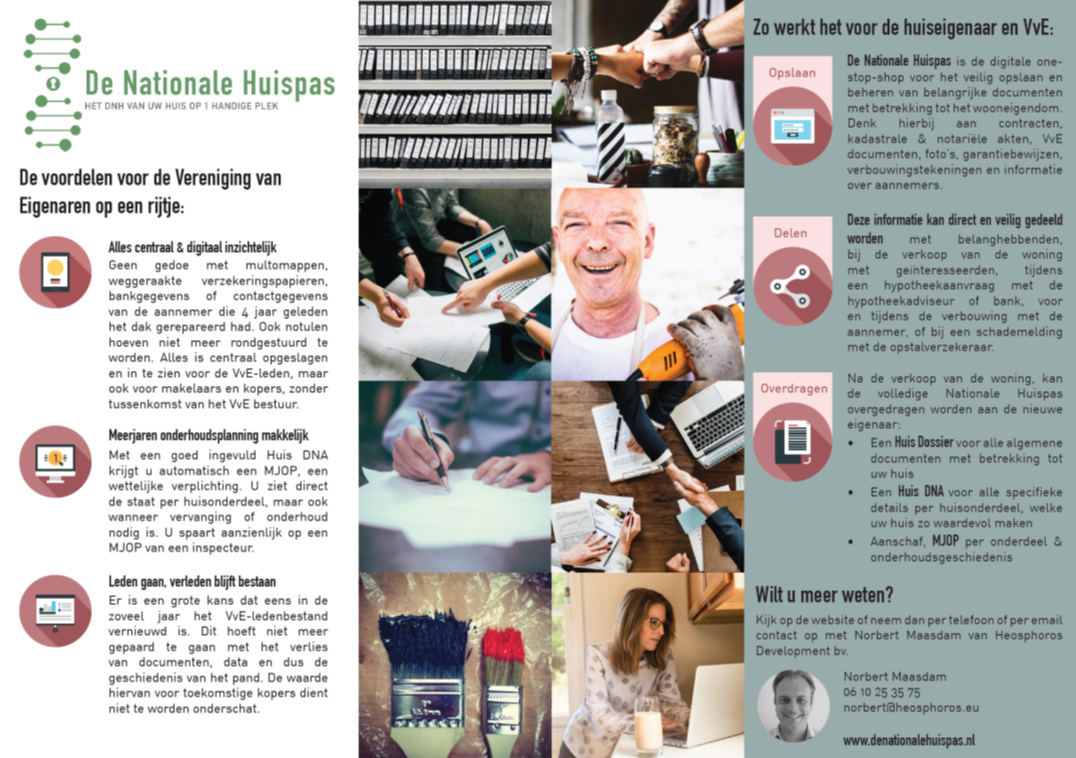 De Nationale Huispas
HET DNH VAN UW HUIS OP 1 HANDIGE PLEK
De voordelen voor de Vereniging van
Eigenaren op een rijtje:
Alles centraal & digitaal inzichtelijk
Geen gedoe met multomappen,
weggeraakte verzekeringspapieren,
bankgegevens of contactgegevens
van de aannemer die 4 jaar geleden
het dak gerepareerd had. Ook notulen
hoeven niet meer rondgestuurd te
worden. Alles is centraal opgeslagen
en in te zien voor de VvE-leden, maar
ook voor makelaars en kopers, zonder
tussenkomst van het VvE bestuur.
Meerjaren onderhoudsplanning makkelijk
Met een goed ingevuld Huis DNA
krijgt u automatisch een MJOP, een
wettelijke verplichting. U ziet direct
de staat per huisonderdeel, maar ook
wanneer vervanging of onderhoud
nodig is. U spaart aanzienlijk op een
MJOP van een inspecteur.
Leden gaan, verleden blijft bestaan
Er is een grote kans dat eens in de
zoveel jaar het VvE-ledenbestand
vernieuwd is. Dit hoeft niet meer
gepaard te gaan met het verlies
van documenten, data en dus de
geschiedenis van het pand. De waarde
hiervan voor toekomstige kopers dient
niet te worden onderschat.
Zo werkt het voor de huiseigenaar en VvE:
Opslaan
De Nationale Huispas is de digitale one-
stop-shop voor het veilig opslaan en
beheren van belangrijke documenten
met betrekking tot het wooneigendom.
Denk hierbij aan contracten,
kadastrale & notariële akten, VvE
documenten, foto's, garantiebewijzen,
verbouwingstekeningen en informatie
over aannemers.
Delen
Deze informatie kan direct en veilig gedeeld
worden met belanghebbenden,
bij de verkoop van de woning
met geïnteresseerden, tijdens
een hypotheekaanvraag met de
hypotheekadviseur of bank, voor
en tijdens de verbouwing met de
aannemer, of bij een schademelding
met de opstalverzekeraar.
Overdragen
Na de verkoop van de woning, kan
de volledige Nationale Huispas
overgedragen worden aan de nieuwe
eigenaar:
• Een Huis Dossier voor alle algemene
documenten met betrekking tot
uw huis
• Een Huis DNA voor alle specifieke
details per huisonderdeel, welke
uw huis zo waardevol maken
• Aanschaf, MJOP per onderdeel &
onderhoudsgeschiedenis
Wilt u meer weten?
Kijk op de website of neem dan per telefoon of per email
contact op met Norbert Maasdam van Heosphoros
Development bv.
Norbert Maasdam
06 10 25 35 75
norbert@heosphoros.eu
www.denationalehuispas.nl